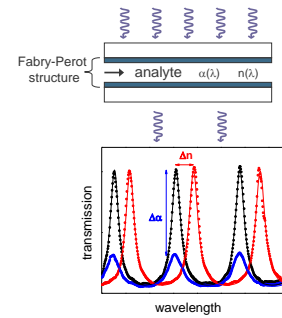 Fabry-Perot
structure
analyte α(λ) n(λ)
Δn
Δα
transmission
wavelength